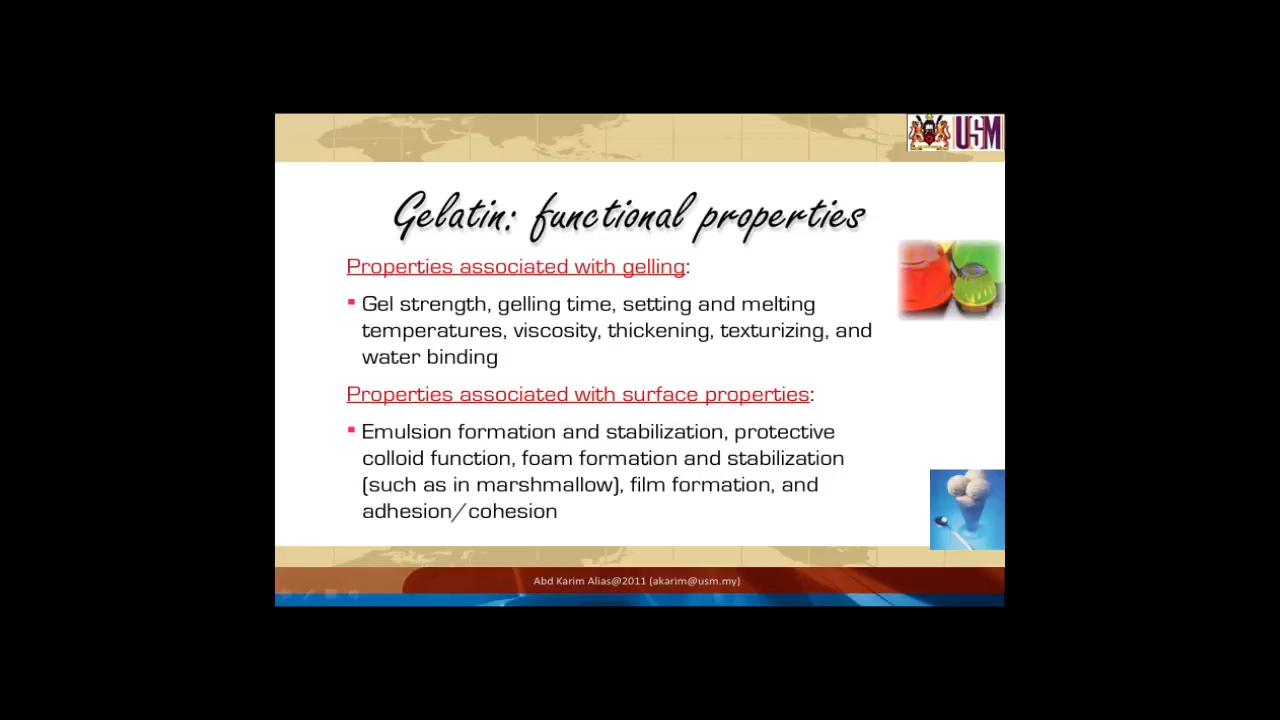 USM
Gelatin: functional properties
Properties associated with gelling:
▪ Gel strength, gelling time, setting and melting
temperatures, viscosity, thickening, texturizing, and
water binding
Properties associated with surface properties:
▪ Emulsion formation and stabilization, protective
colloid function, foam formation and stabilization
(such as in marshmallow), film formation, and
adhesion/cohesion
Abd Karim Alias@2011 (akarim@usm.my)